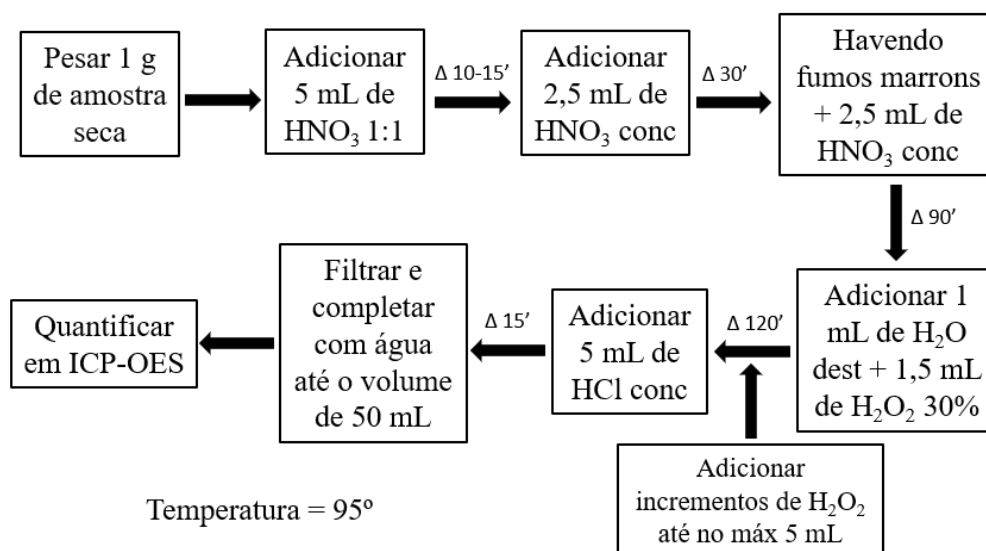 Pesar 1 g
de amostra
seca
Adicionar
5 mL de
HNO₃ 1:1
Δ 10-15’
Adicionar
2,5 mL de
HNO₃ conc
Δ 30’
Havendo
fumos marrons
+ 2,5 mL de
HNO₃ conc
Δ 90’
Adicionar 1
mL de H₂O
dest + 1,5 mL
de H₂O₂ 30%
Δ 120’
Adicionar
incrementos de H₂O₂
até no máx 5 mL
Adicionar
5 mL de
HCl conc
Δ 15’
Filtrar e
completar
com água
até o volume
de 50 mL
Quantificar
em ICP-OES
Temperatura = 95º